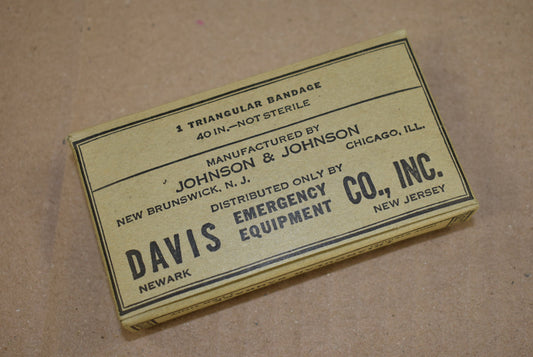 1 TRIANGULAR BANDAGE
40 IN.—NOT STERILE
MANUFACTURED BY
JOHNSON & JOHNSON
NEW BRUNSWICK, N. J. CHICAGO, ILL.
DISTRIBUTED ONLY BY
DAVIS EMERGENCY EQUIPMENT CO., INC.
NEWARK NEW JERSEY